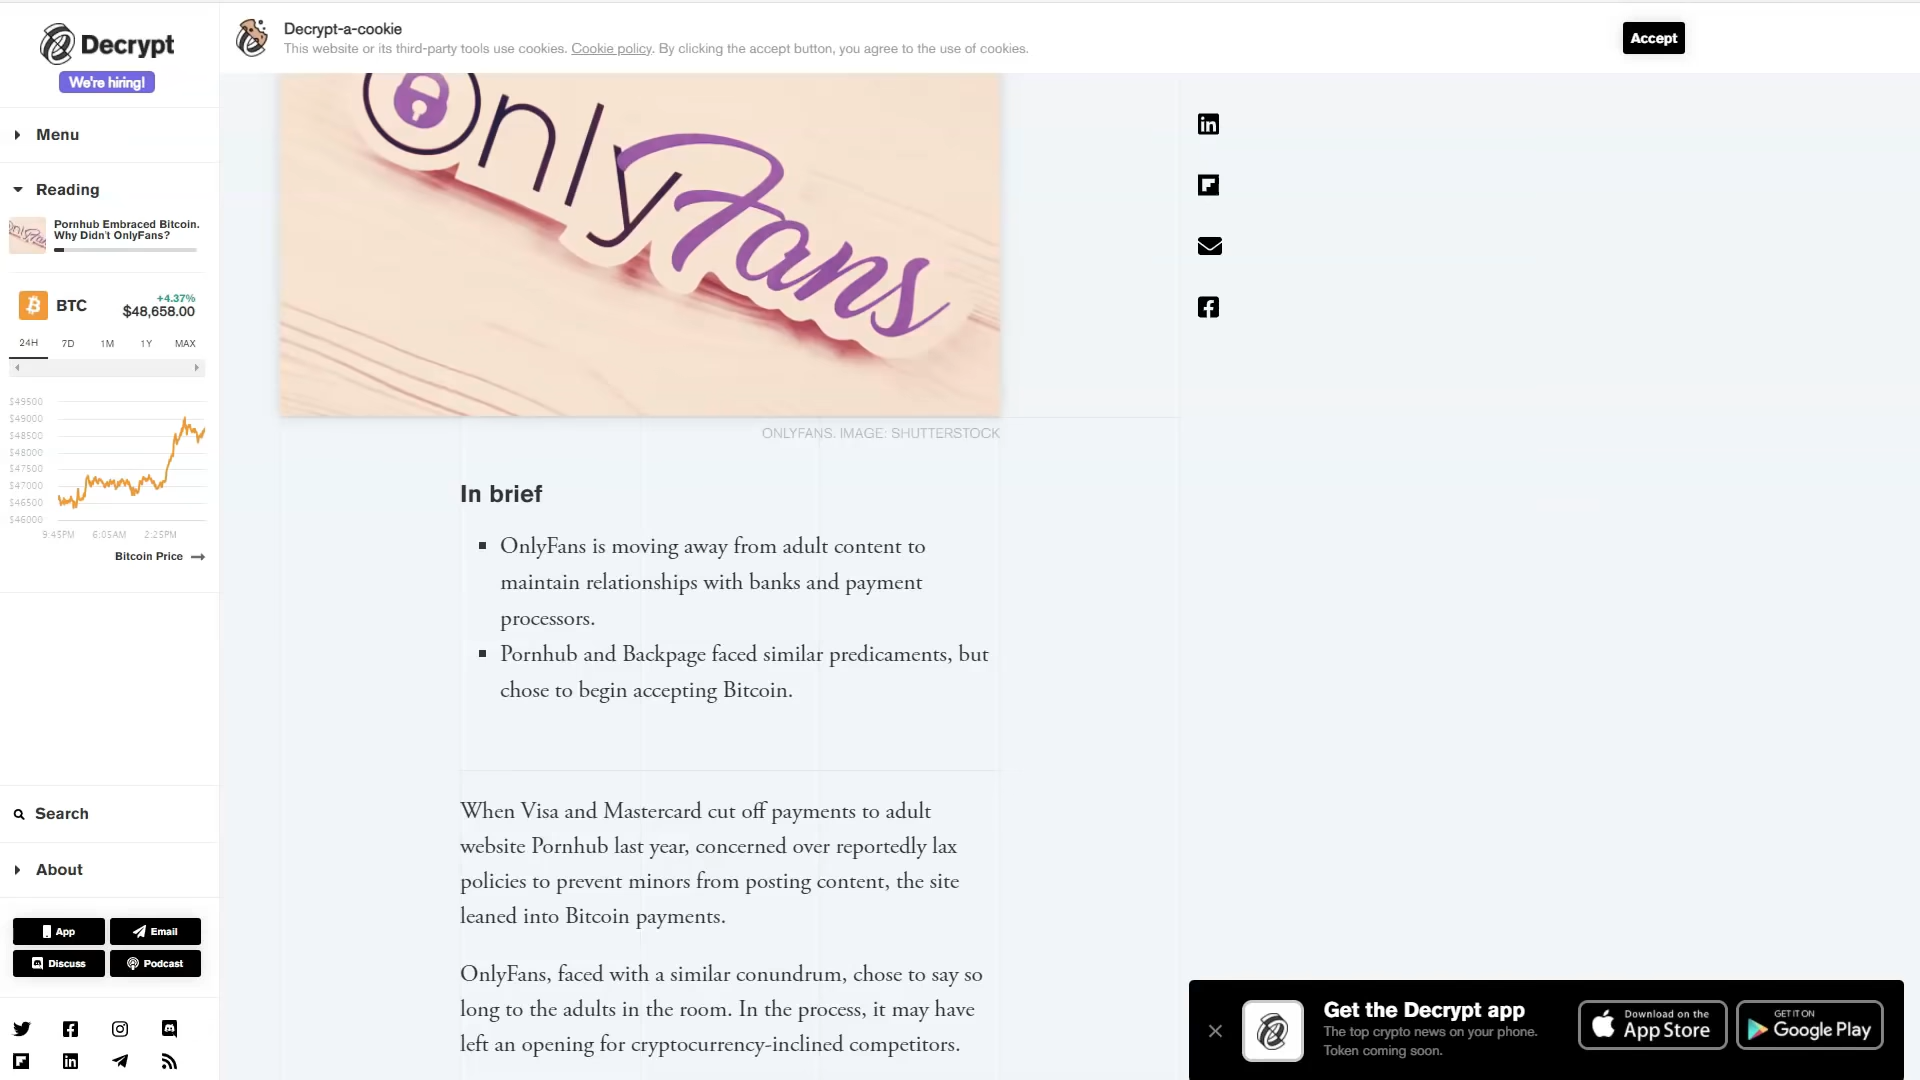 Decrypt
We're hiring!
Menu
Reading
Pornhub Embraced Bitcoin.
Why Didn't OnlyFans?
BTC
+4.37%
$48,658.00
24H 7D 1M 1Y MAX
$49500
$49000
$48500
$48000
$47500
$47000
$46500
$46000
9:45PM 6:05AM 2:25PM
Bitcoin Price
Search
About
App
Email
Discuss
Podcast
Decrypt-a-cookie
This website or its third-party tools use cookies. Cookie policy. By clicking the accept button, you agree to the use of cookies.
Accept
OnlyFans
ONLYFANS. IMAGE: SHUTTERSTOCK
In brief
OnlyFans is moving away from adult content to
maintain relationships with banks and payment
processors.
Pornhub and Backpage faced similar predicaments, but
chose to begin accepting Bitcoin.
When Visa and Mastercard cut off payments to adult
website Pornhub last year, concerned over reportedly lax
policies to prevent minors from posting content, the site
leaned into Bitcoin payments.
OnlyFans, faced with a similar conundrum, chose to say so
long to the adults in the room. In the process, it may have
left an opening for cryptocurrency-inclined competitors.
Get the Decrypt app
The top crypto news on your phone.
Token coming soon.
Download on the
App Store
GET IT ON
Google Play